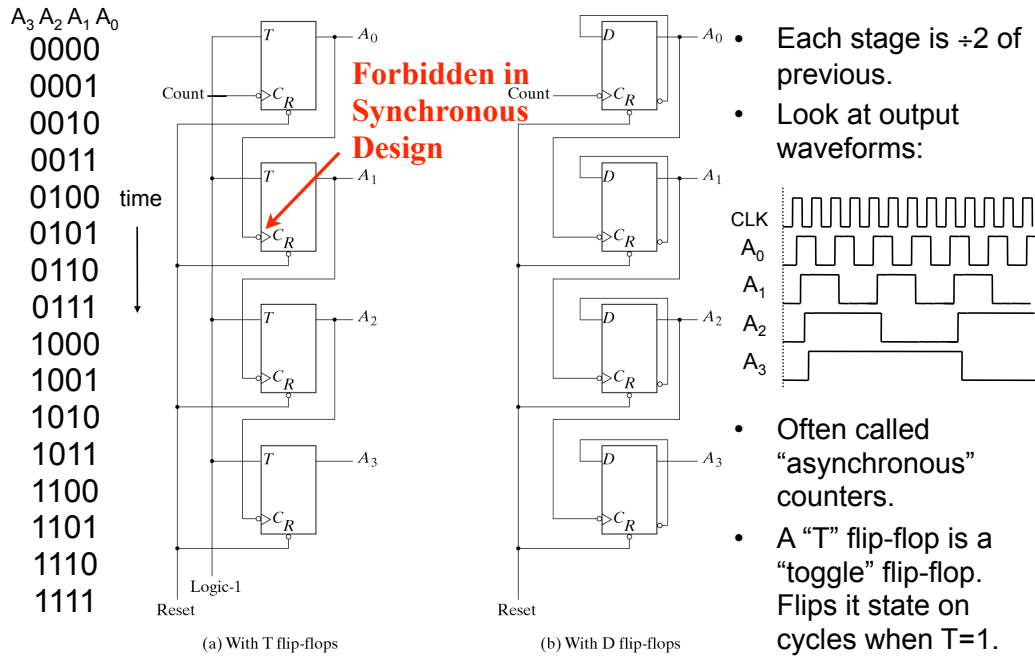 A3 A2 A1 A0
0000
0001
0010
0011
0100
0101
0110
0111
1000
1001
1010
1011
1100
1101
1110
1111
time
T
A0
Count
C
R
T
A1
C
R
T
A2
C
R
T
A3
C
R
Logic-1
Reset
(a) With T flip-flops
Forbidden in
Synchronous
Design
D
A0
Count
C
R
D
A1
C
R
D
A2
C
R
D
A3
C
R
Reset
(b) With D flip-flops
• Each stage is ÷2 of
previous.
• Look at output
waveforms:
CLK
A0
A1
A2
A3
• Often called
“asynchronous”
counters.
• A “T” flip-flop is a
“toggle” flip-flop.
Flips it state on
cycles when T=1.